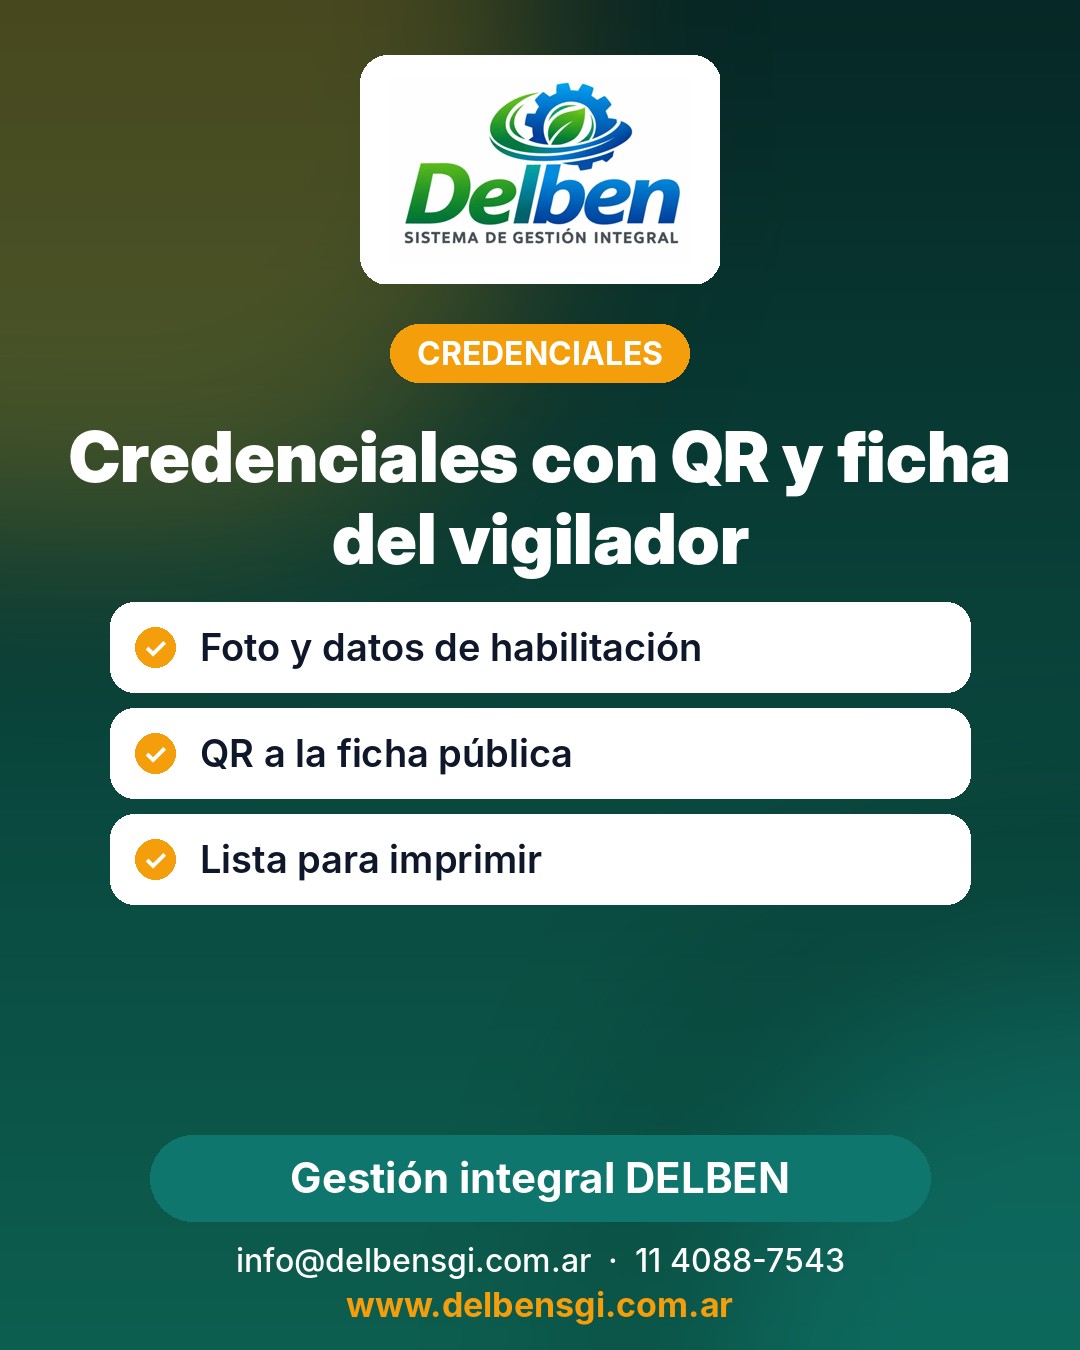 Delben
SISTEMA DE GESTIÓN INTEGRAL
CREDENCIALES
Credenciales con QR y ficha
del vigilador
Foto y datos de habilitación
QR a la ficha pública
Lista para imprimir
Gestión integral DELBEN
info@delbensgi.com.ar · 11 4088-7543
www.delbensgi.com.ar